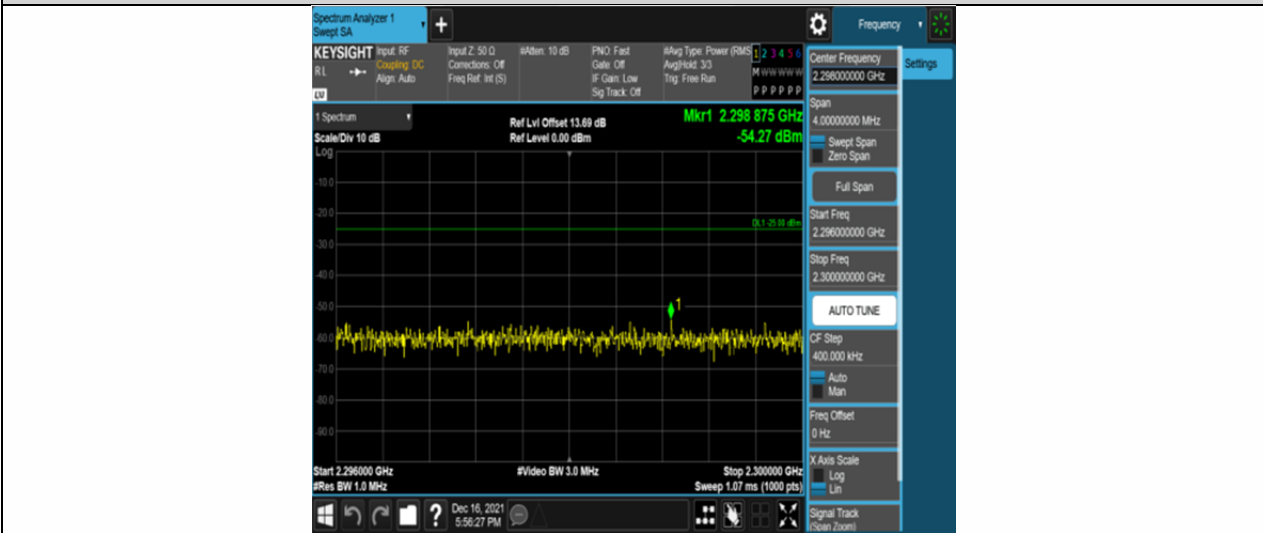 Spectrum Analyzer 1
Swept SA
+
Frequency
KEYSIGHT
RL
LXI
Input: RF
Coupling: DC
Align: Auto
Input Z: 50 Ω
Corrections: Off
Freq Ref: Int (S)
#Atten: 10 dB
PNO: Fast
Gate: Off
IF Gain: Low
Sig Track: Off
#Avg Type: Power (RMS
Avg|Hold: 3/3
Trig: Free Run
1 2 3 4 5 6
M W W W W W
P P P P P P
1 Spectrum
Scale/Div 10 dB
Log
Ref Lvl Offset 13.69 dB
Ref Level 0.00 dBm
Mkr1 2.298 875 GHz
-54.27 dBm
-10.0
-20.0
DL1 -25.00 dBm
-30.0
-40.0
-50.0
1
-60.0
-70.0
-80.0
-90.0
Start 2.296000 GHz
#Res BW 1.0 MHz
#Video BW 3.0 MHz
Stop 2.300000 GHz
Sweep 1.07 ms (1000 pts)
?
Dec 16, 2021
5:56:27 PM
Center Frequency
2.298000000 GHz
Settings
Span
4.00000000 MHz
Swept Span
Zero Span
Full Span
Start Freq
2.296000000 GHz
Stop Freq
2.300000000 GHz
AUTO TUNE
CF Step
400.000 kHz
Auto
Man
Freq Offset
0 Hz
X Axis Scale
Log
Lin
Signal Track
(Span Zoom)